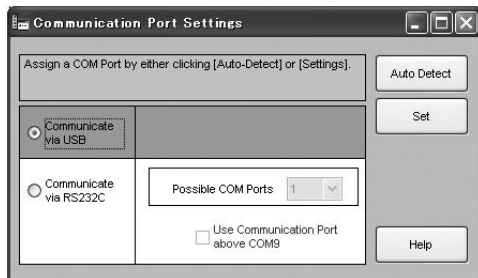 Communication Port Settings
Assign a COM Port by either clicking [Auto-Detect] or [Settings].
Auto Detect
Set
Communicate
via USB
Communicate
via RS232C
Possible COM Ports 1
Use Communication Port
above COM9
Help